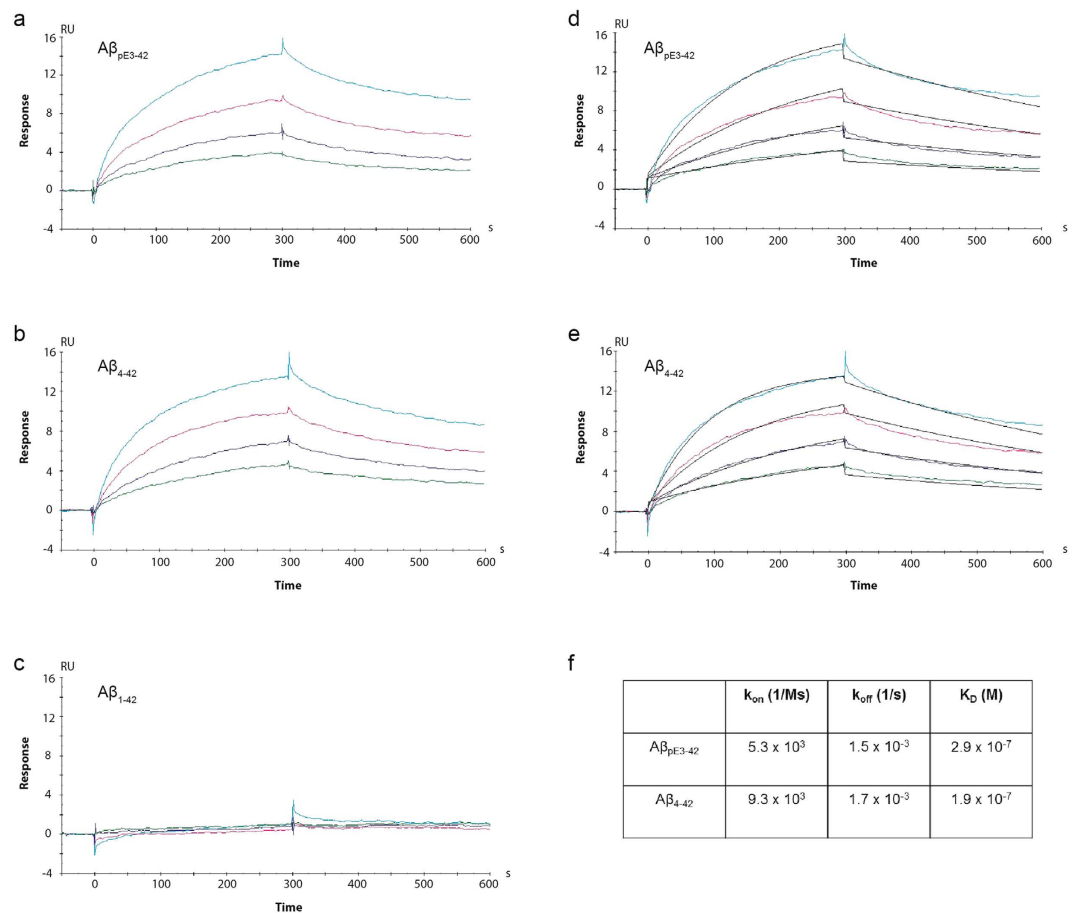 a
RU
16
12
8
4
0
-4
Response
AβpE3-42
0 100 200 300 400 500 600 s
Time
d
RU
16
12
8
4
0
-4
Response
AβpE3-42
0 100 200 300 400 500 600 s
Time
b
RU
16
12
8
4
0
-4
Response
Aβ4-42
0 100 200 300 400 500 600 s
Time
e
RU
16
12
8
4
0
-4
Response
Aβ4-42
0 100 200 300 400 500 600 s
Time
c
RU
16
12
8
4
0
-4
Response
Aβ1-42
0 100 200 300 400 500 600 s
Time
f
kon (1/Ms) koff (1/s) KD (M)
AβpE3-42 5.3 x 10³ 1.5 x 10⁻³ 2.9 x 10⁻⁷
Aβ4-42 9.3 x 10³ 1.7 x 10⁻³ 1.9 x 10⁻⁷